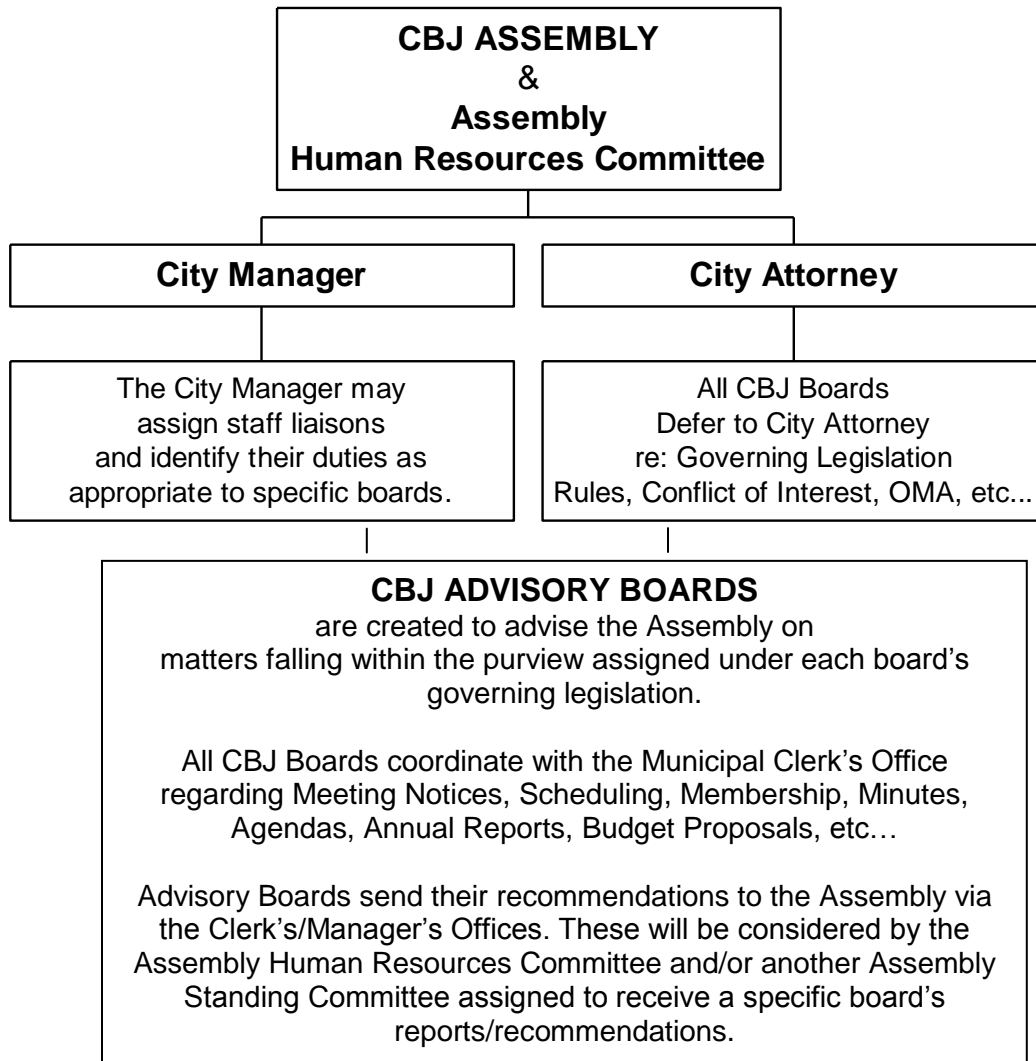 CBJ ASSEMBLY
&
Assembly
Human Resources Committee
City Manager
City Attorney
The City Manager may
assign staff liaisons
and identify their duties as
appropriate to specific boards.
All CBJ Boards
Defer to City Attorney
re: Governing Legislation
Rules, Conflict of Interest, OMA, etc...
CBJ ADVISORY BOARDS
are created to advise the Assembly on
matters falling within the purview assigned under each board’s
governing legislation.
All CBJ Boards coordinate with the Municipal Clerk’s Office
regarding Meeting Notices, Scheduling, Membership, Minutes,
Agendas, Annual Reports, Budget Proposals, etc…
Advisory Boards send their recommendations to the Assembly via
the Clerk’s/Manager’s Offices. These will be considered by the
Assembly Human Resources Committee and/or another Assembly
Standing Committee assigned to receive a specific board’s
reports/recommendations.